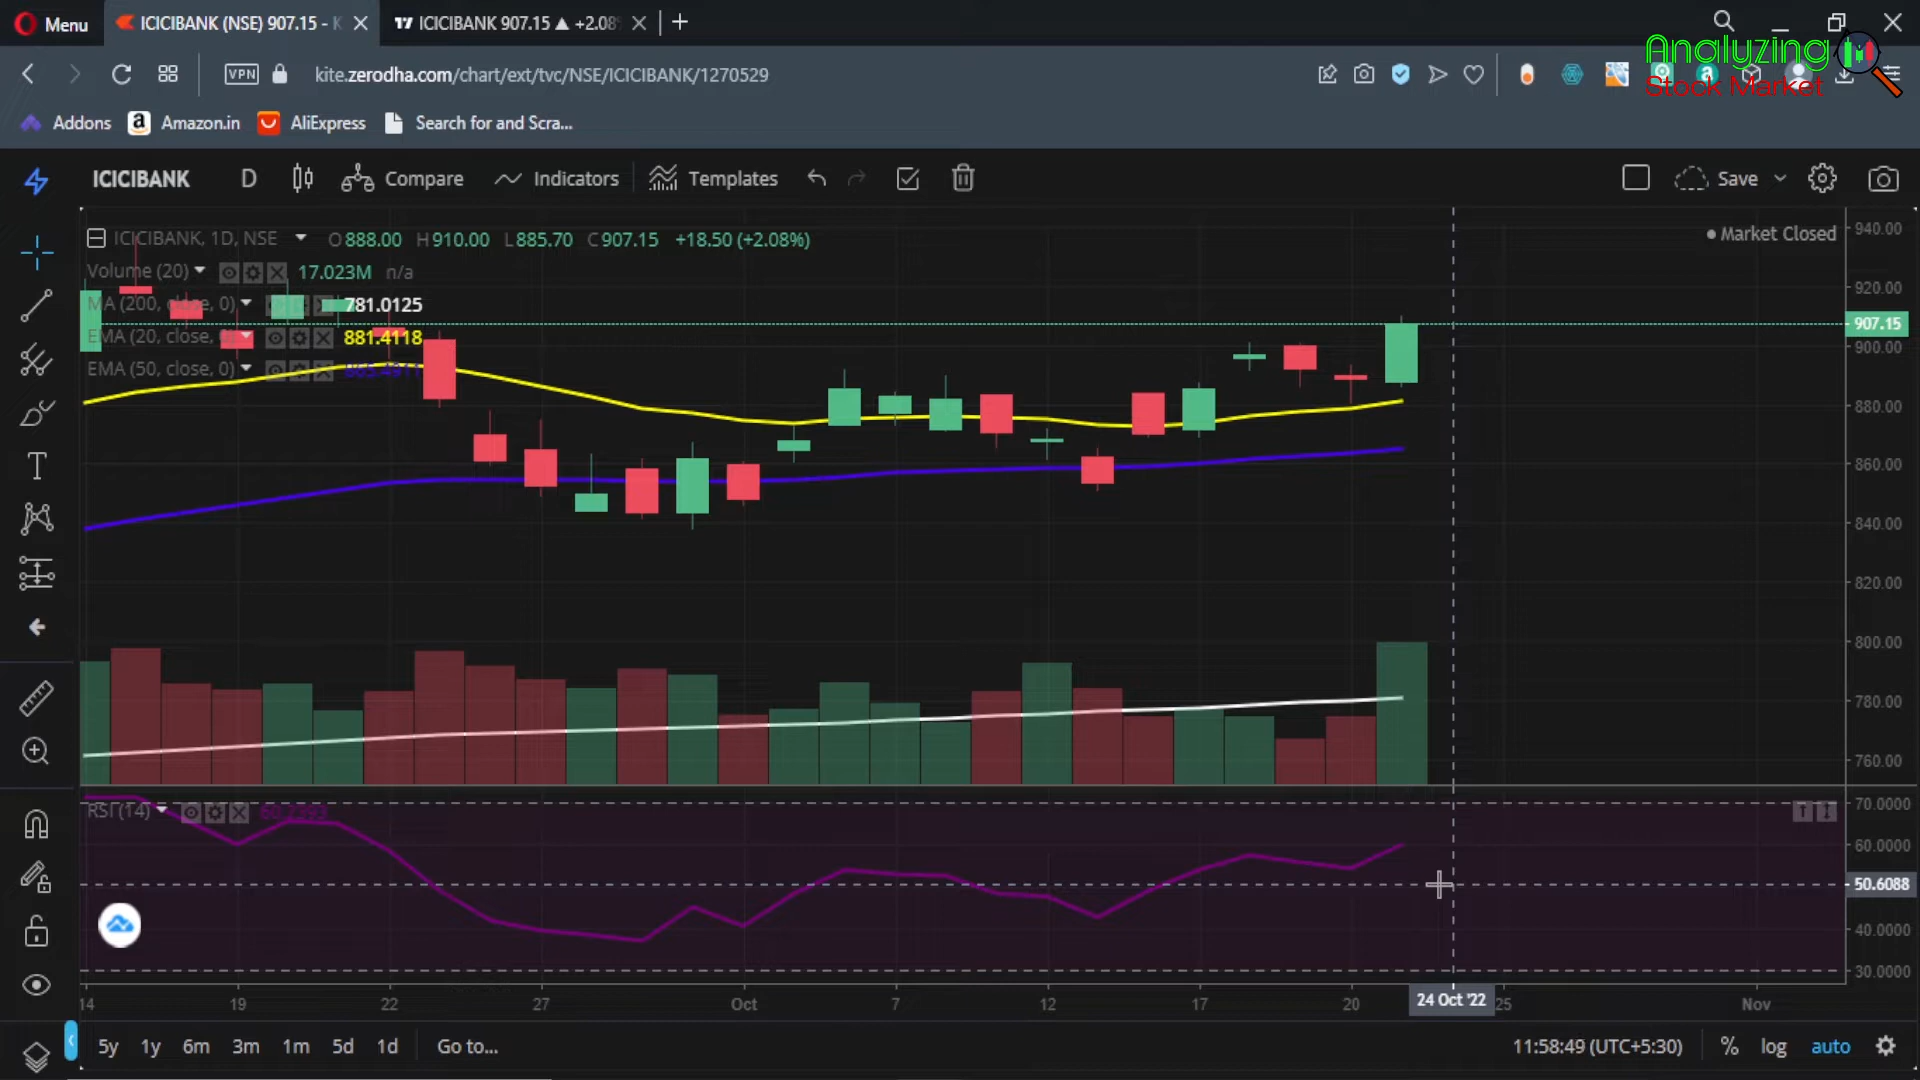 Menu
ICICIBANK (NSE) 907.15 - K
ICICIBANK 907.15 ▲ +2.08%
VPN
kite.zerodha.com/chart/ext/tvc/NSE/ICICIBANK/1270529
Analyzing
Stock Market
Addons
Amazon.in
AliExpress
Search for and Scra...
ICICIBANK
D
Compare
Indicators
Templates
Save
ICICIBANK, 1D, NSE O888.00 H910.00 L885.70 C907.15 +18.50 (+2.08%)
Market Closed
Volume (20) 17.023M n/a
MA (200, close, 0) 781.0125
EMA (20, close, 0) 881.4118
EMA (50, close, 0)
940.00
920.00
907.15
900.00
880.00
860.00
840.00
820.00
800.00
780.00
760.00
RSI (14)
70.0000
60.0000
50.6088
40.0000
30.0000
14 19 22 27 Oct 7 12 17 20 24 Oct '22 25 Nov
5y 1y 6m 3m 1m 5d 1d Go to...
11:58:49 (UTC+5:30) % log auto